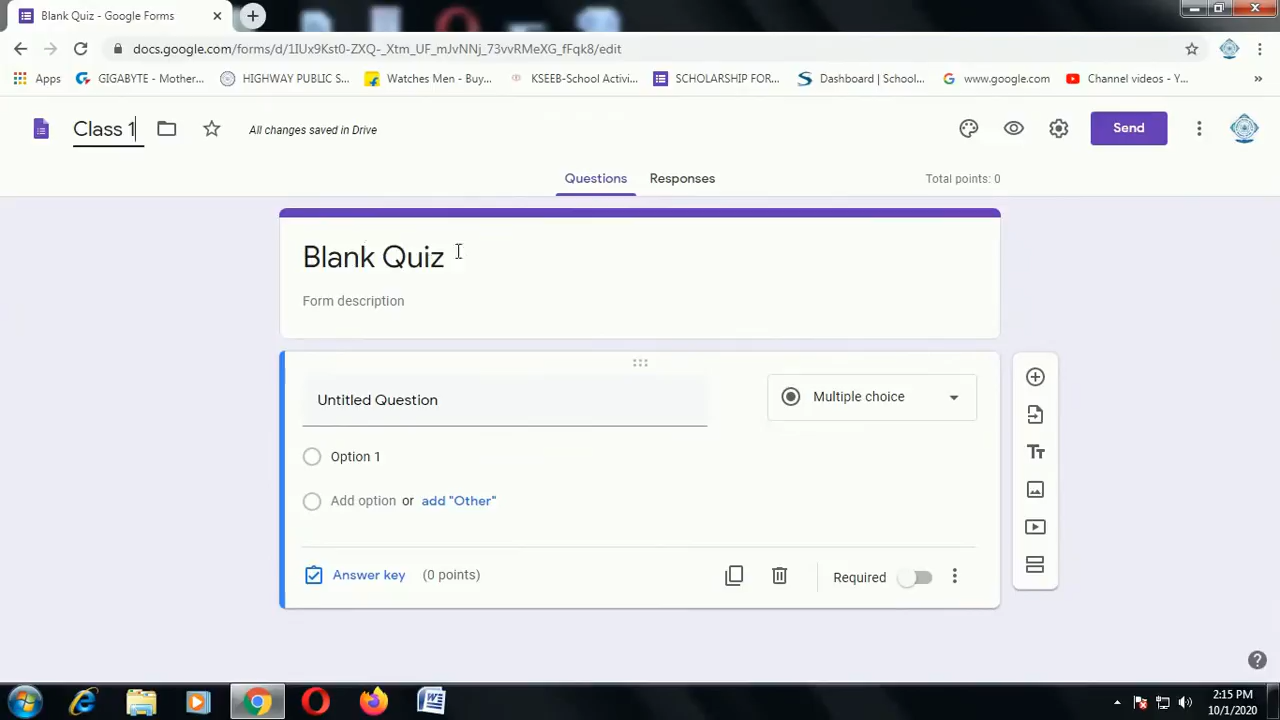 Blank Quiz - Google Forms
docs.google.com/forms/d/1IUx9Kst0-ZXQ-_Xtm_UF_mJvNNj_73vvRMeXG_fFqk8/edit
Apps GIGABYTE - Mother... HIGHWAY PUBLIC S... Watches Men - Buy... KSEEB-School Activi... SCHOLARSHIP FOR... Dashboard | School... www.google.com Channel videos - Y... »
Class 1 All changes saved in Drive Send
Questions Responses Total points: 0
Blank Quiz
Form description
Untitled Question Multiple choice
Option 1
Add option or add "Other"
Answer key (0 points) Required
2:15 PM
10/1/2020